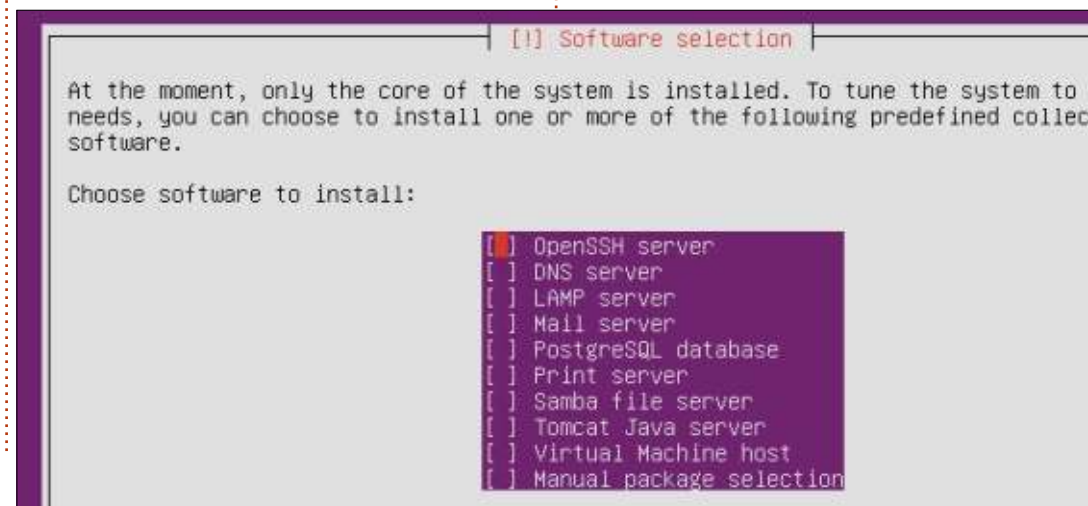 [!] Software selection
At the moment, only the core of the system is installed. To tune the system to
needs, you can choose to install one or more of the following predefined collec
software.
Choose software to install:
[ ] OpenSSH server
[ ] DNS server
[ ] LAMP server
[ ] Mail server
[ ] PostgreSQL database
[ ] Print server
[ ] Samba file server
[ ] Tomcat Java server
[ ] Virtual Machine host
[ ] Manual package selection